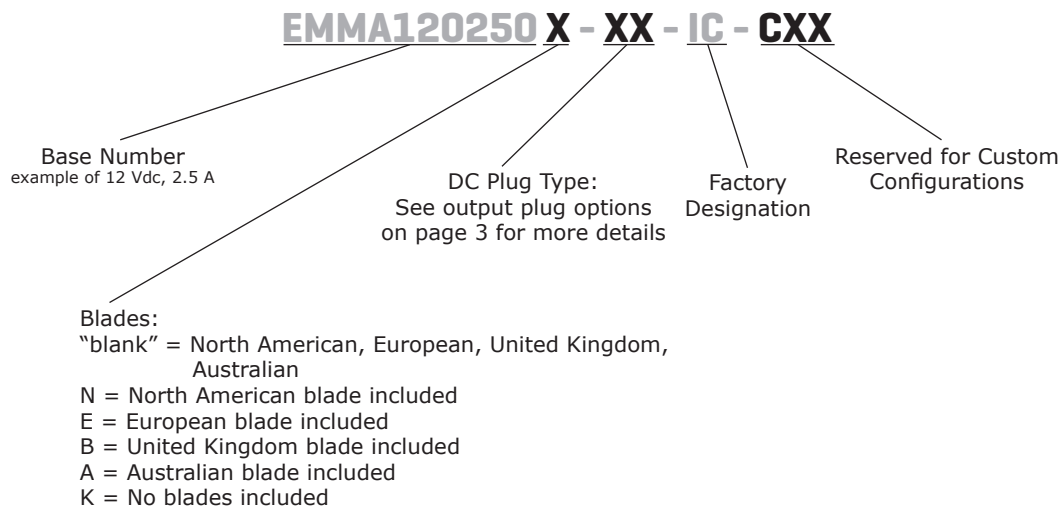 EMMA120250 X - XX - IC - CXX
Base Number
example of 12 Vdc, 2.5 A
DC Plug Type:
See output plug options
on page 3 for more details
Factory
Designation
Reserved for Custom
Configurations
Blades:
“blank” = North American, European, United Kingdom,
Australian
N = North American blade included
E = European blade included
B = United Kingdom blade included
A = Australian blade included
K = No blades included